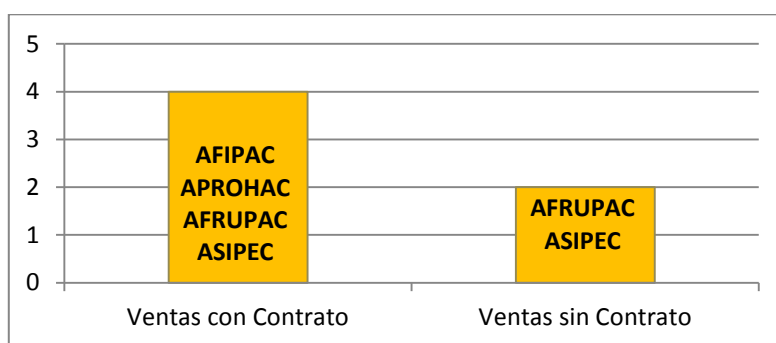 5
4
3
2
1
0
AFIPAC
APROHAC
AFRUPAC
ASIPEC
AFRUPAC
ASIPEC
Ventas con Contrato
Ventas sin Contrato